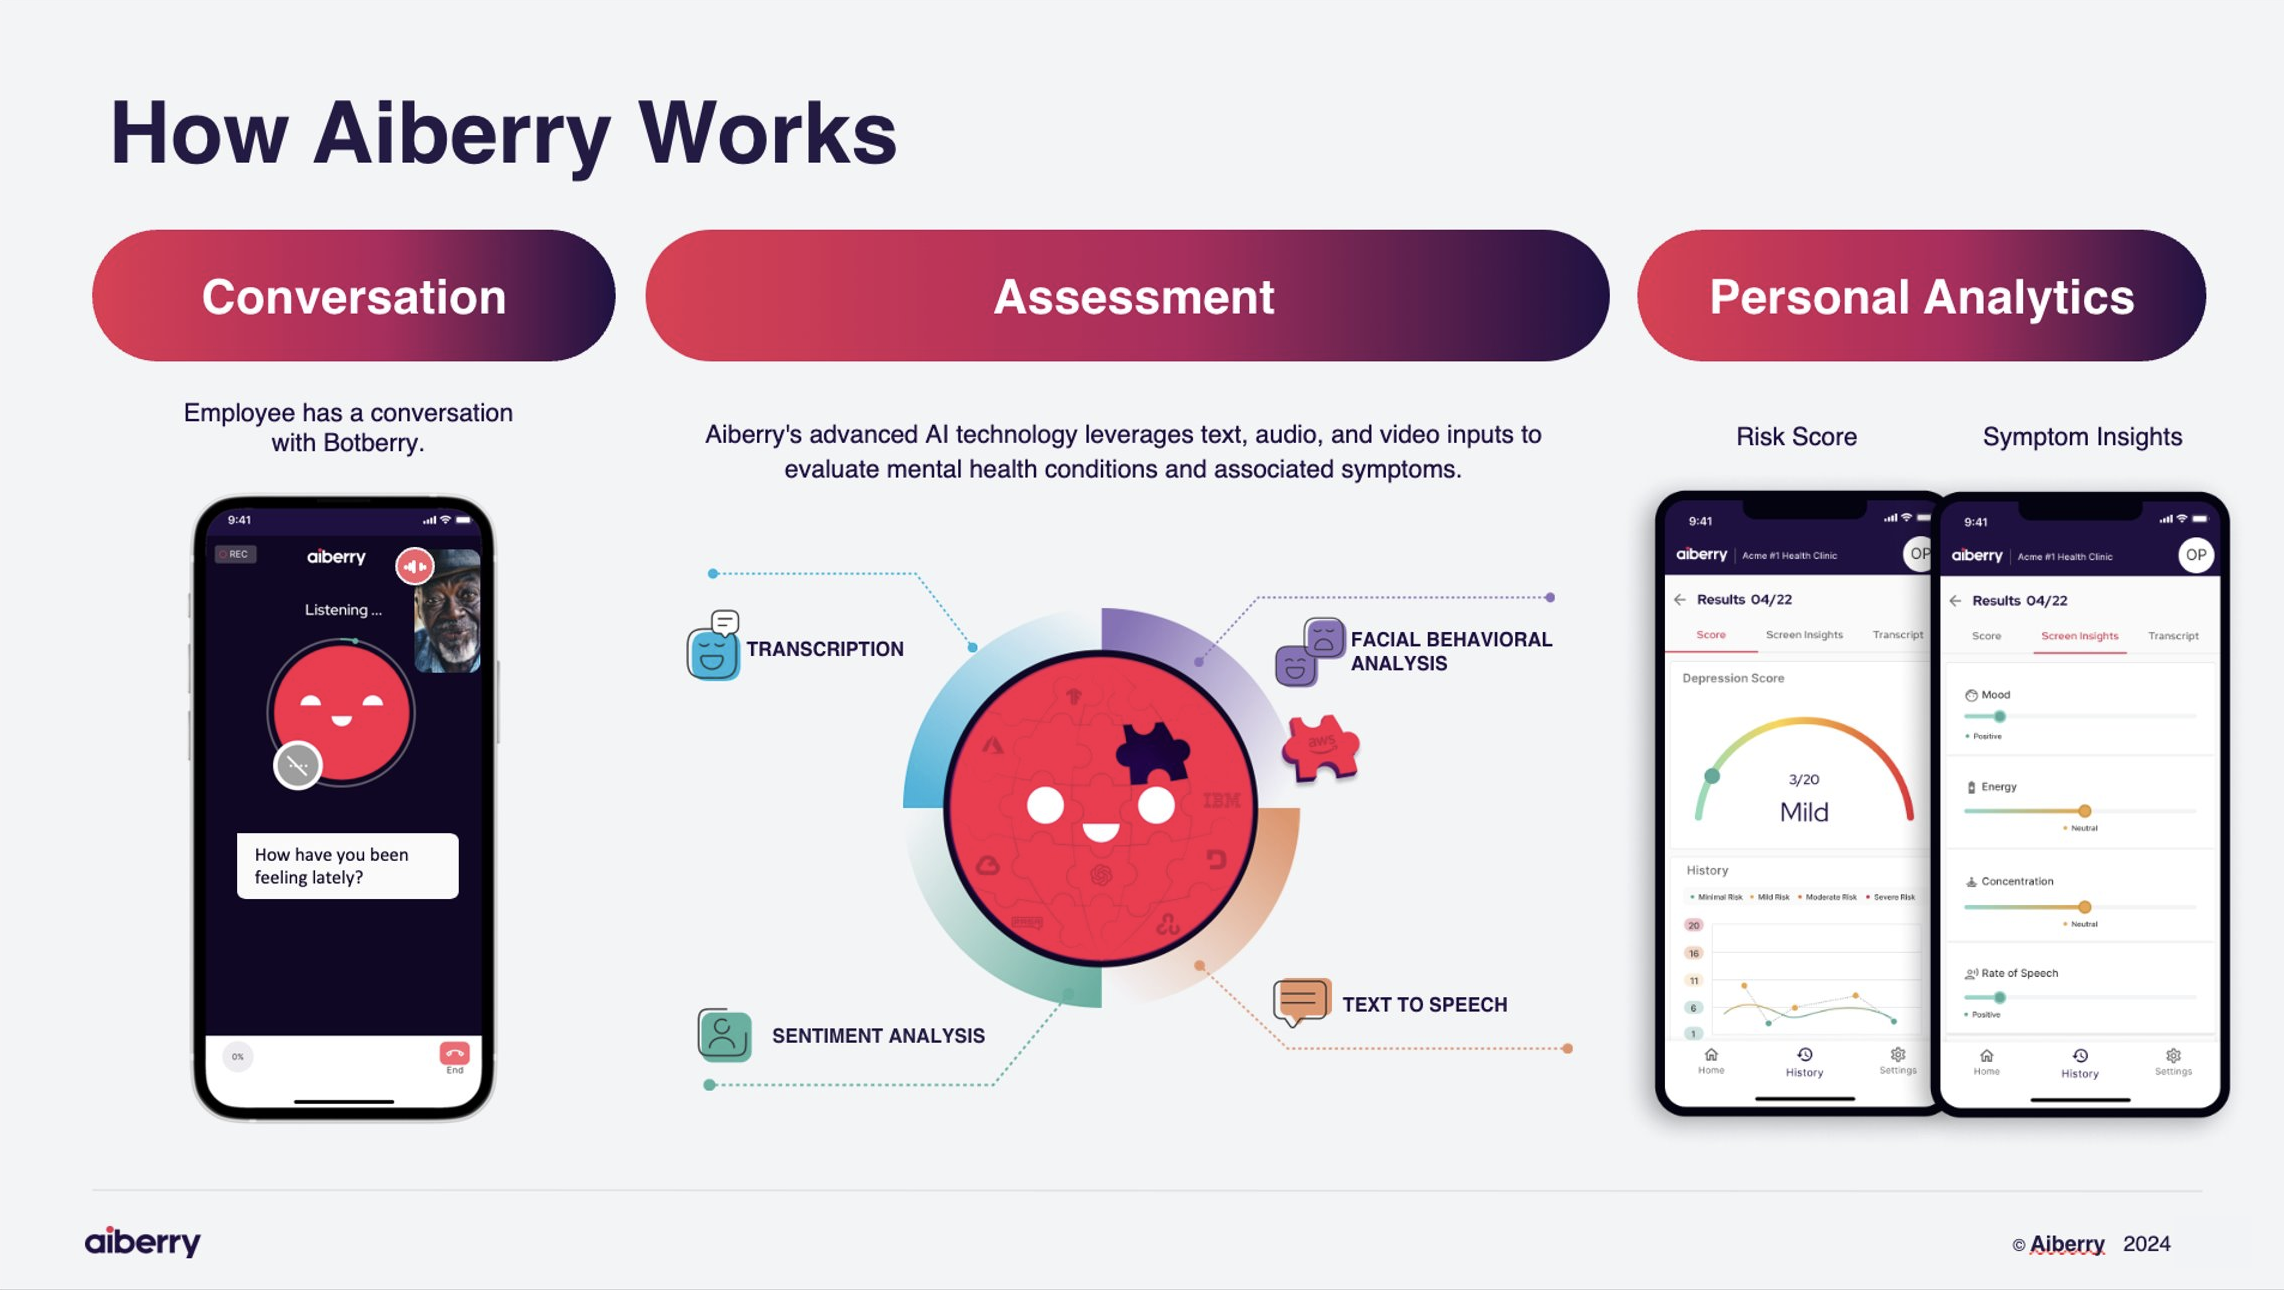 How Aiberry Works
Conversation
Employee has a conversation
with Botberry.
9:41
REC
aiberry
Listening ...
How have you been
feeling lately?
0%
End
Assessment
Aiberry's advanced AI technology leverages text, audio, and video inputs to
evaluate mental health conditions and associated symptoms.
TRANSCRIPTION
FACIAL BEHAVIORAL
ANALYSIS
aws
IBM
SENTIMENT ANALYSIS
TEXT TO SPEECH
Personal Analytics
Risk Score
9:41
aiberry Acme #1 Health Clinic OP
Results 04/22
Score Screen Insights Transcript
Depression Score
3/20
Mild
History
Minimal Risk Mild Risk Moderate Risk Severe Risk
20
16
11
6
1
Home History Settings
Symptom Insights
9:41
aiberry Acme #1 Health Clinic OP
Results 04/22
Score Screen Insights Transcript
Mood
Positive
Energy
Neutral
Concentration
Neutral
Rate of Speech
Positive
Home History Settings
aiberry
© Aiberry 2024